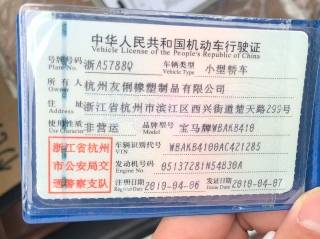 中华人民共和国机动车行驶证
Vehicle License of the People's Republic of China
号牌号码 浙A5788Q 车辆类型 小型轿车
Plate No. Vehicle Type
所有人 杭州友俐橡塑制品有限公司
Owner
住址 浙江省杭州市滨江区西兴街道楚天路299号
Address
使用性质 非营运 品牌型号 宝马牌WBAKB410
Use Character Model
浙江省杭州
市公安局交
通警察支队
车辆识别代号 WBAKB4100AC421285
VIN
发动机号码 05137281N54B30A
Engine No.
注册日期 2010-04-06 发证日期 2010-04-07
Register Date Issue Date